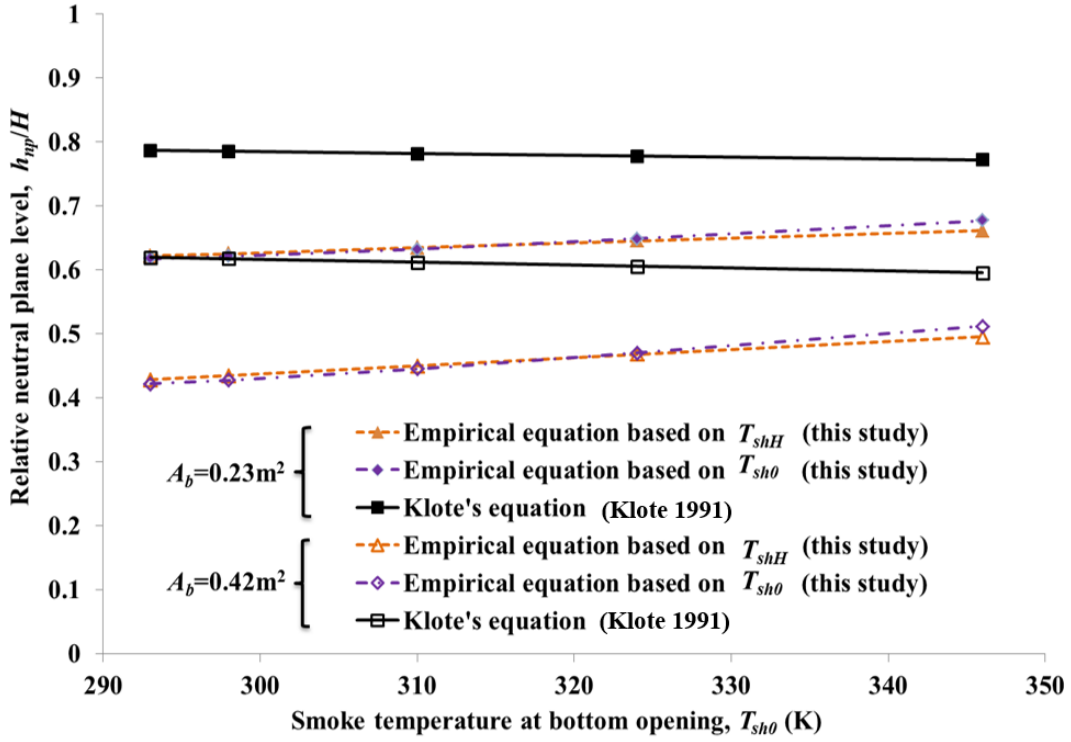 1
0.9
0.8
0.7
0.6
0.5
0.4
0.3
0.2
0.1
0
Relative neutral plane level, hnp/H
Ab=0.23m²
Empirical equation based on TshH (this study)
Empirical equation based on Tsh0 (this study)
Klote's equation (Klote 1991)
Ab=0.42m²
Empirical equation based on TshH (this study)
Empirical equation based on Tsh0 (this study)
Klote's equation (Klote 1991)
290 300 310 320 330 340 350
Smoke temperature at bottom opening, Tsh0 (K)